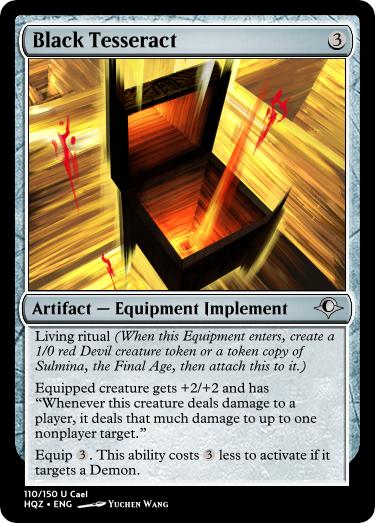 Black Tesseract 3
Artifact — Equipment Implement
Living ritual (When this Equipment enters, create a
1/0 red Devil creature token or a token copy of
Sulmina, the Final Age, then attach this to it.)
Equipped creature gets +2/+2 and has
“Whenever this creature deals damage to a
player, it deals that much damage to up to one
nonplayer target.”
Equip 3. This ability costs 3 less to activate if it
targets a Demon.
110/150 U Cael
HQZ • ENG Yuchen Wang